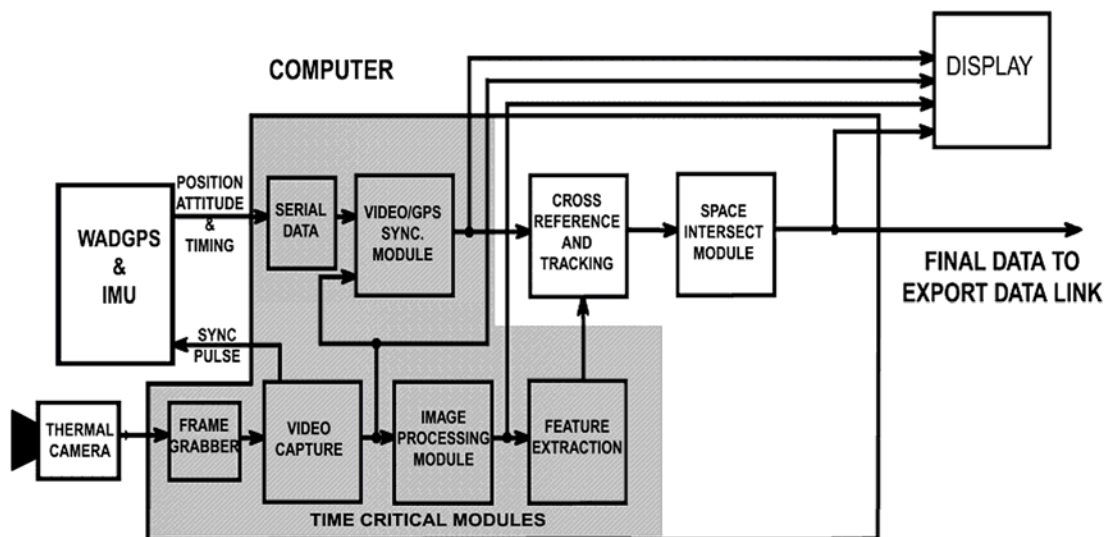 COMPUTER
DISPLAY
POSITION
ATTITUDE
&
TIMING
WADGPS
&
IMU
SERIAL
DATA
VIDEO/GPS
SYNC.
MODULE
CROSS
REFERENCE
AND
TRACKING
SPACE
INTERSECT
MODULE
FINAL DATA TO
EXPORT DATA LINK
SYNC
PULSE
THERMAL
CAMERA
FRAME
GRABBER
VIDEO
CAPTURE
IMAGE
PROCESSING
MODULE
FEATURE
EXTRACTION
TIME CRITICAL MODULES